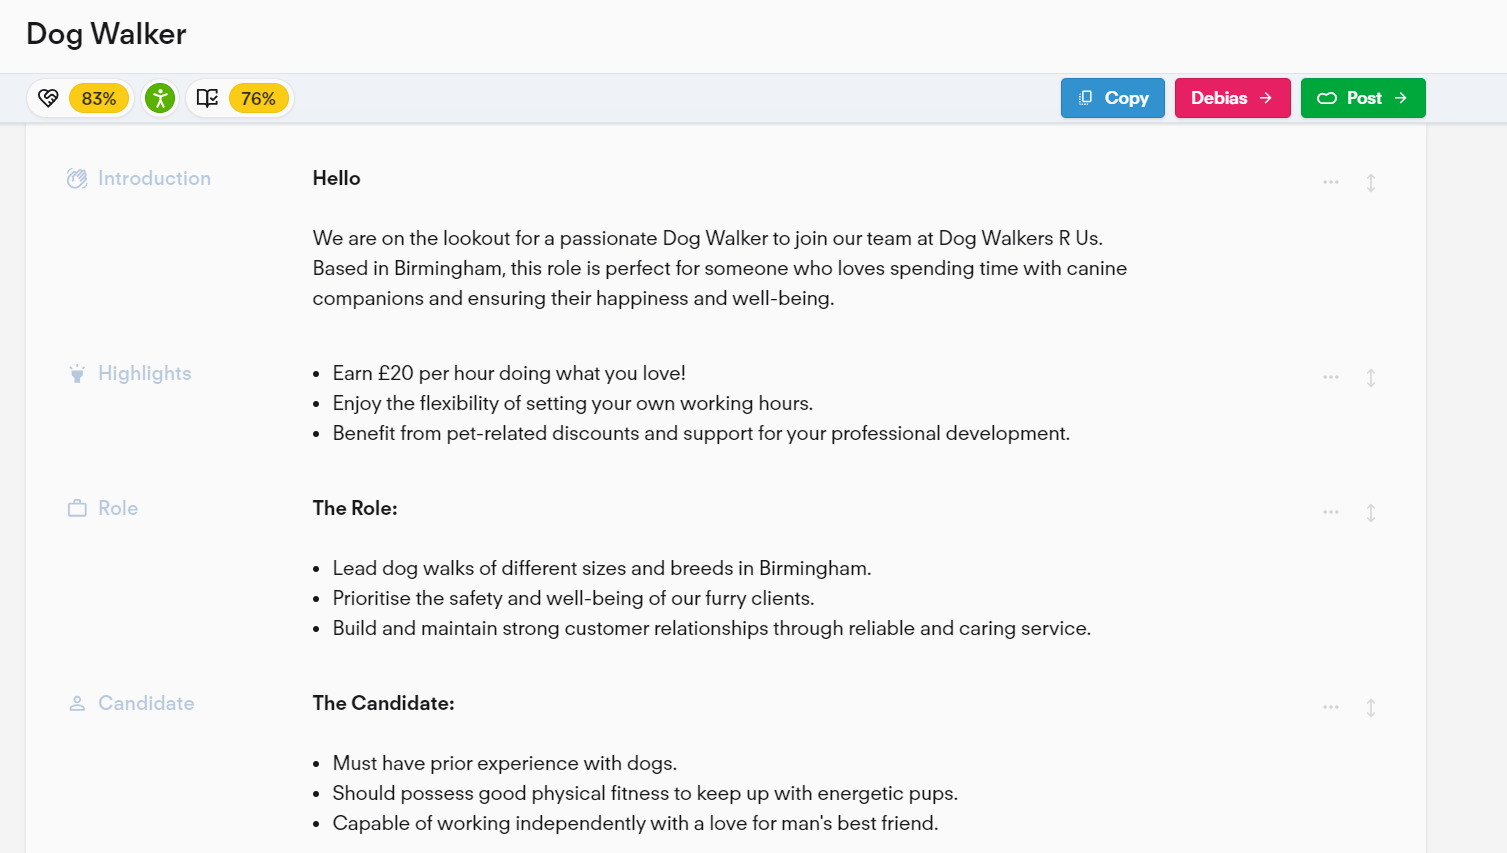 Dog Walker
83%
76%
Copy
Debias
Post
Introduction
Hello
We are on the lookout for a passionate Dog Walker to join our team at Dog Walkers R Us.
Based in Birmingham, this role is perfect for someone who loves spending time with canine
companions and ensuring their happiness and well-being.
Highlights
• Earn £20 per hour doing what you love!
• Enjoy the flexibility of setting your own working hours.
• Benefit from pet-related discounts and support for your professional development.
Role
The Role:
• Lead dog walks of different sizes and breeds in Birmingham.
• Prioritise the safety and well-being of our furry clients.
• Build and maintain strong customer relationships through reliable and caring service.
Candidate
The Candidate:
• Must have prior experience with dogs.
• Should possess good physical fitness to keep up with energetic pups.
• Capable of working independently with a love for man's best friend.